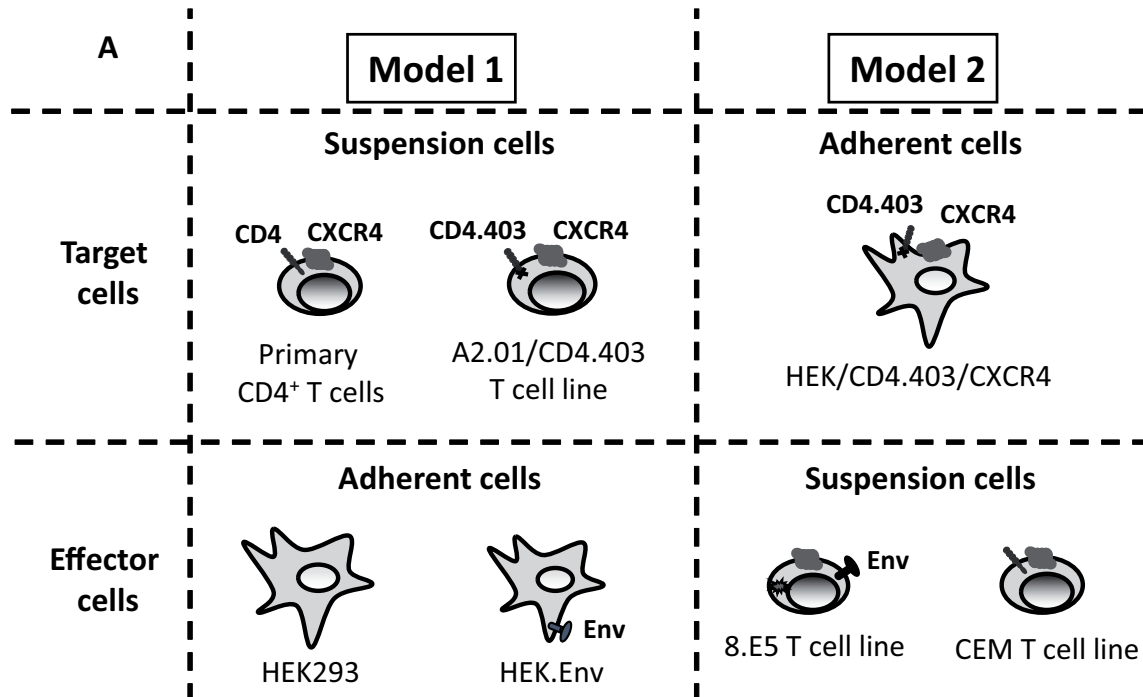 A
Model 1
Model 2
Target
cells
Suspension cells
CD4
CXCR4
CD4.403
CXCR4
Primary
CD4⁺ T cells
A2.01/CD4.403
T cell line
Adherent cells
CD4.403
CXCR4
HEK/CD4.403/CXCR4
Effector
cells
Adherent cells
HEK293
Env
HEK.Env
Suspension cells
Env
8.E5 T cell line
CEM T cell line